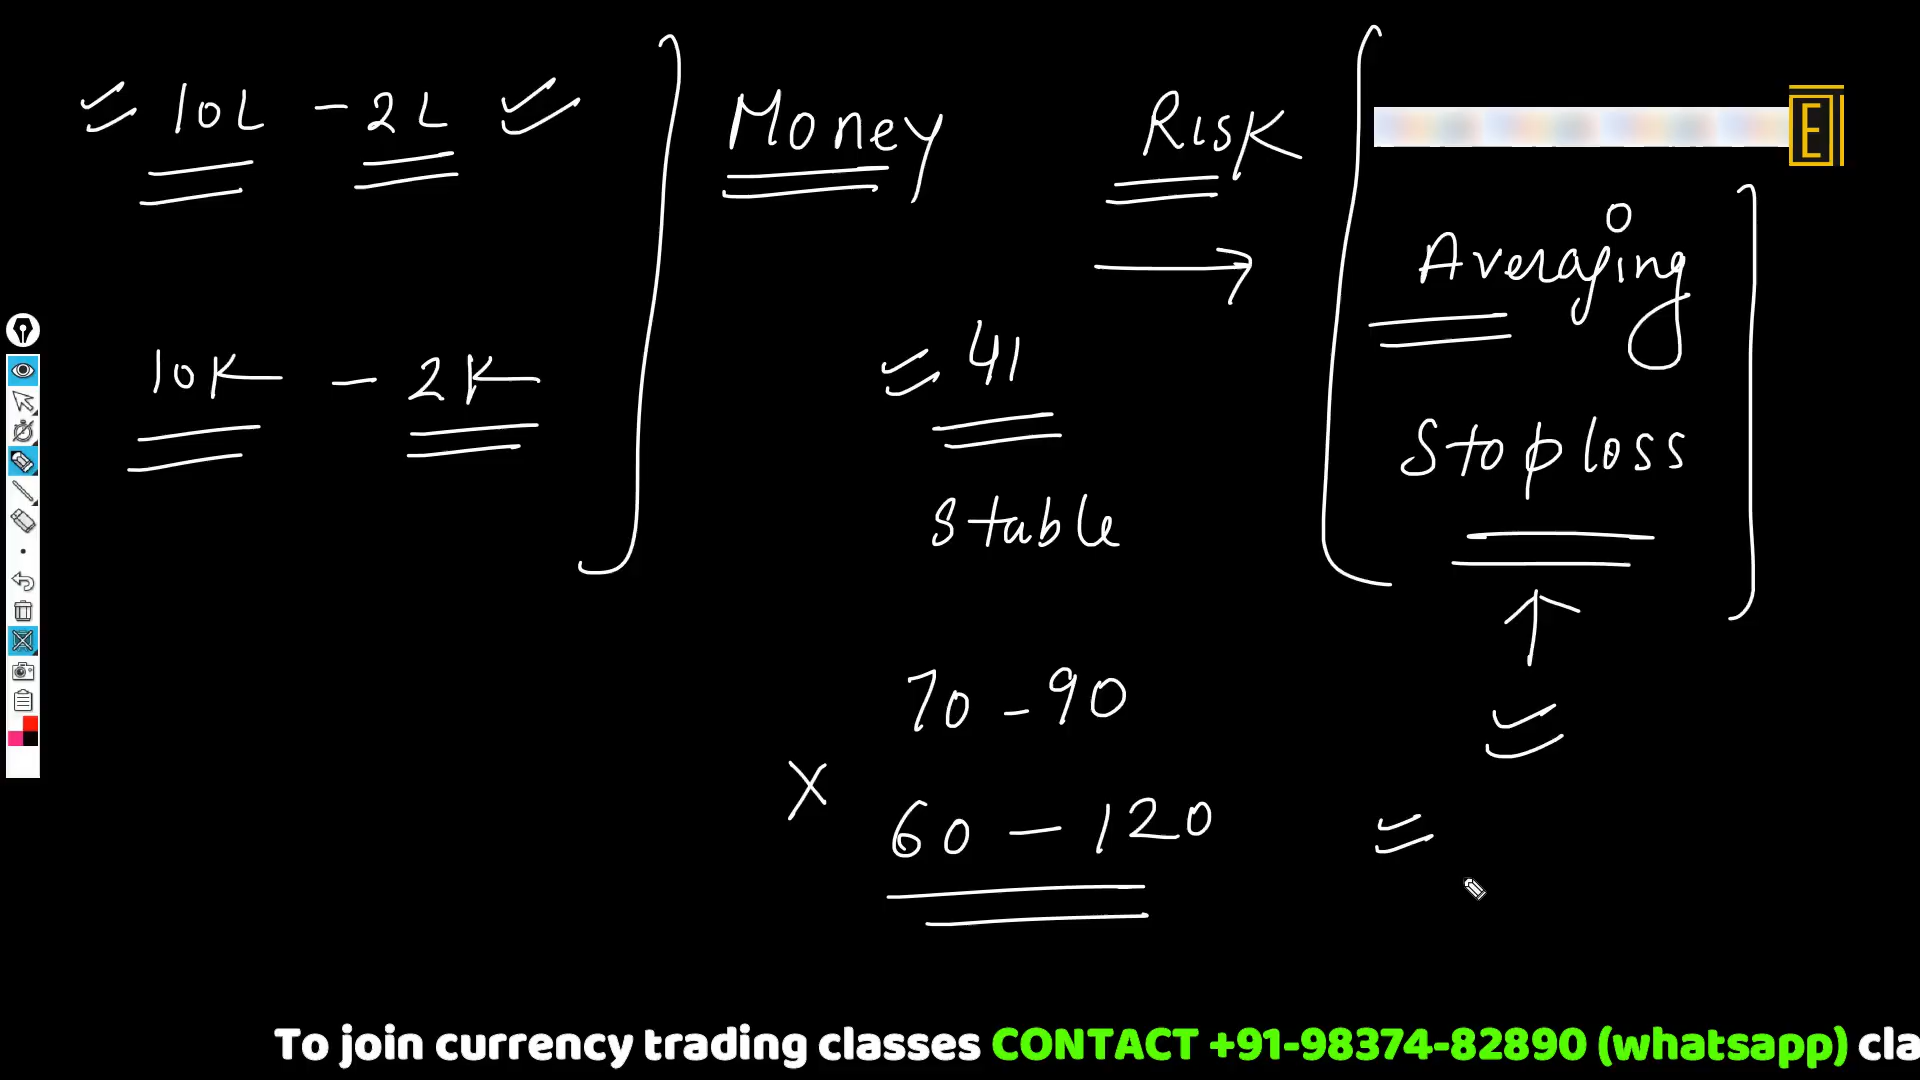 10L - 2L
Money
Risk
E
Averaging
10K - 2K
41
Stoploss
Stable
70 - 90
X
60 - 120
To join currency trading classes CONTACT +91-98374-82890 (whatsapp) cla